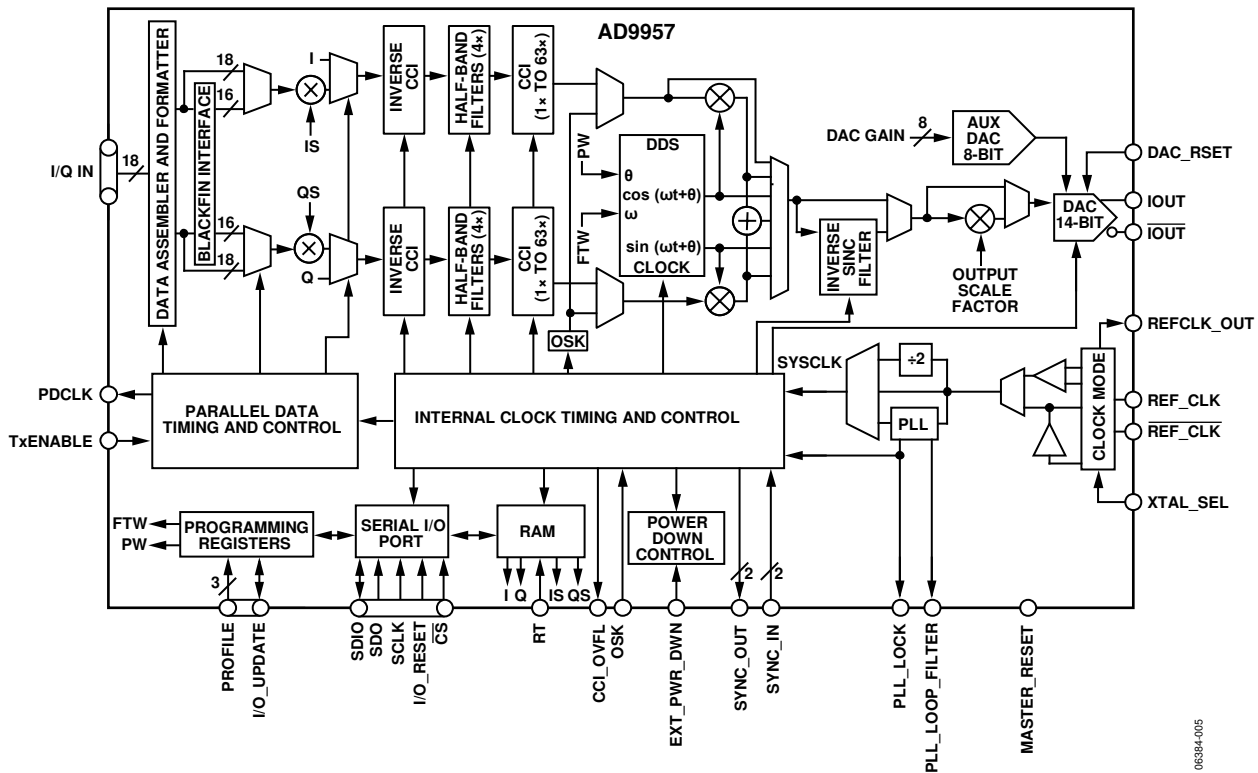 AD9957
I/Q IN
18
DATA ASSEMBLER AND FORMATTER
BLACKFIN INTERFACE
18
16
16
18
I
IS
QS
Q
INVERSE
CCI
HALF-BAND
FILTERS (4×)
CCI
(1× TO 63×)
INVERSE
CCI
HALF-BAND
FILTERS (4×)
CCI
(1× TO 63×)
OSK
PW
FTW
DDS
θ
cos (ωt+θ)
ω
sin (ωt+θ)
CLOCK
INVERSE
SINC
FILTER
OUTPUT
SCALE
FACTOR
DAC GAIN
8
AUX
DAC
8-BIT
DAC
14-BIT
DAC_RSET
IOUT
IOUT
REFCLK_OUT
REF_CLK
REF_CLK
XTAL_SEL
CLOCK MODE
SYSCLK
÷2
PLL
PDCLK
TxENABLE
PARALLEL DATA
TIMING AND CONTROL
INTERNAL CLOCK TIMING AND CONTROL
FTW
PW
PROGRAMMING
REGISTERS
SERIAL I/O
PORT
RAM
POWER
DOWN
CONTROL
3
I
Q
IS
QS
2
2
PROFILE
I/O_UPDATE
SDIO
SDO
SCLK
I/O_RESET
CS
RT
CCI_OVFL
OSK
EXT_PWR_DWN
SYNC_OUT
SYNC_IN
PLL_LOCK
PLL_LOOP_FILTER
MASTER_RESET
06384-005